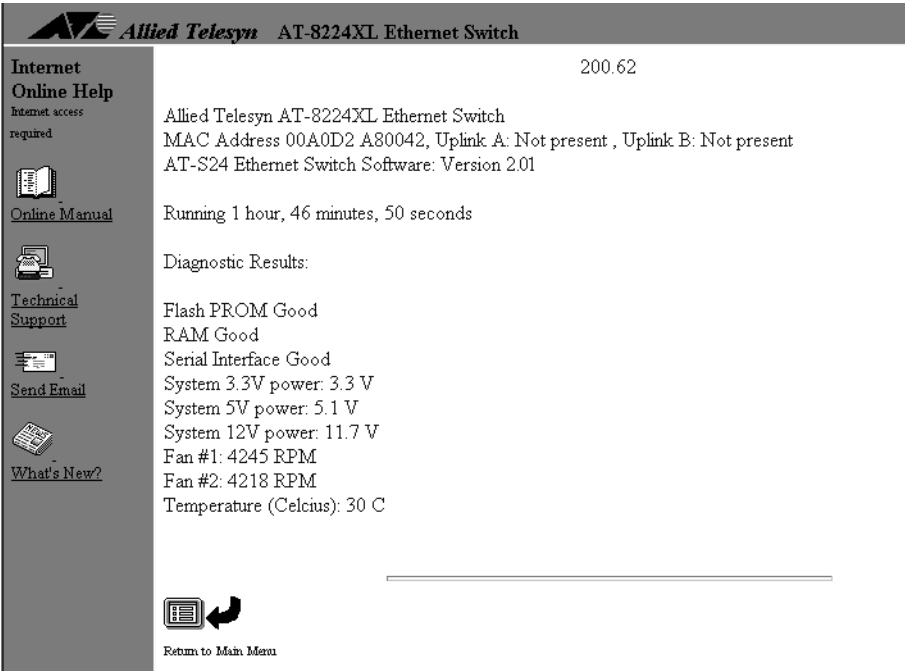 Allied Telesyn AT-8224XL Ethernet Switch
Internet
Online Help
Internet access
required
Online Manual
Technical
Support
Send Email
NEWS
What's New?
200.62
Allied Telesyn AT-8224XL Ethernet Switch
MAC Address 00A0D2 A80042, Uplink A: Not present , Uplink B: Not present
AT-S24 Ethernet Switch Software: Version 2.01
Running 1 hour, 46 minutes, 50 seconds
Diagnostic Results:
Flash PROM Good
RAM Good
Serial Interface Good
System 3.3V power: 3.3 V
System 5V power: 5.1 V
System 12V power: 11.7 V
Fan #1: 4245 RPM
Fan #2: 4218 RPM
Temperature (Celcius): 30 C
Return to Main Menu